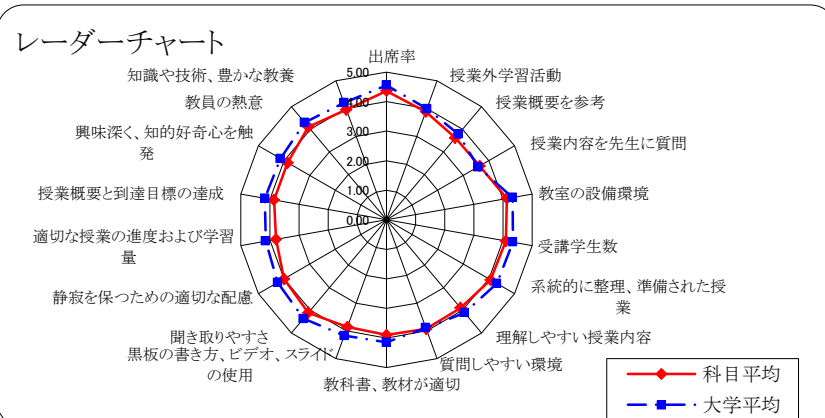 レーダーチャート
出席率
授業外学習活動
授業概要を参考
授業内容を先生に質問
教室の設備環境
受講学生数
系統的に整理、準備された授
業
理解しやすい授業内容
質問しやすい環境
教科書、教材が適切
黒板の書き方、ビデオ、スライド
の使用
聞き取りやすさ
静寂を保つための適切な配慮
適切な授業の進度および学習
量
授業概要と到達目標の達成
興味深く、知的好奇心を触
発
教員の熱意
知識や技術、豊かな教養
5.00
4.00
3.00
2.00
1.00
0.00
科目平均
大学平均